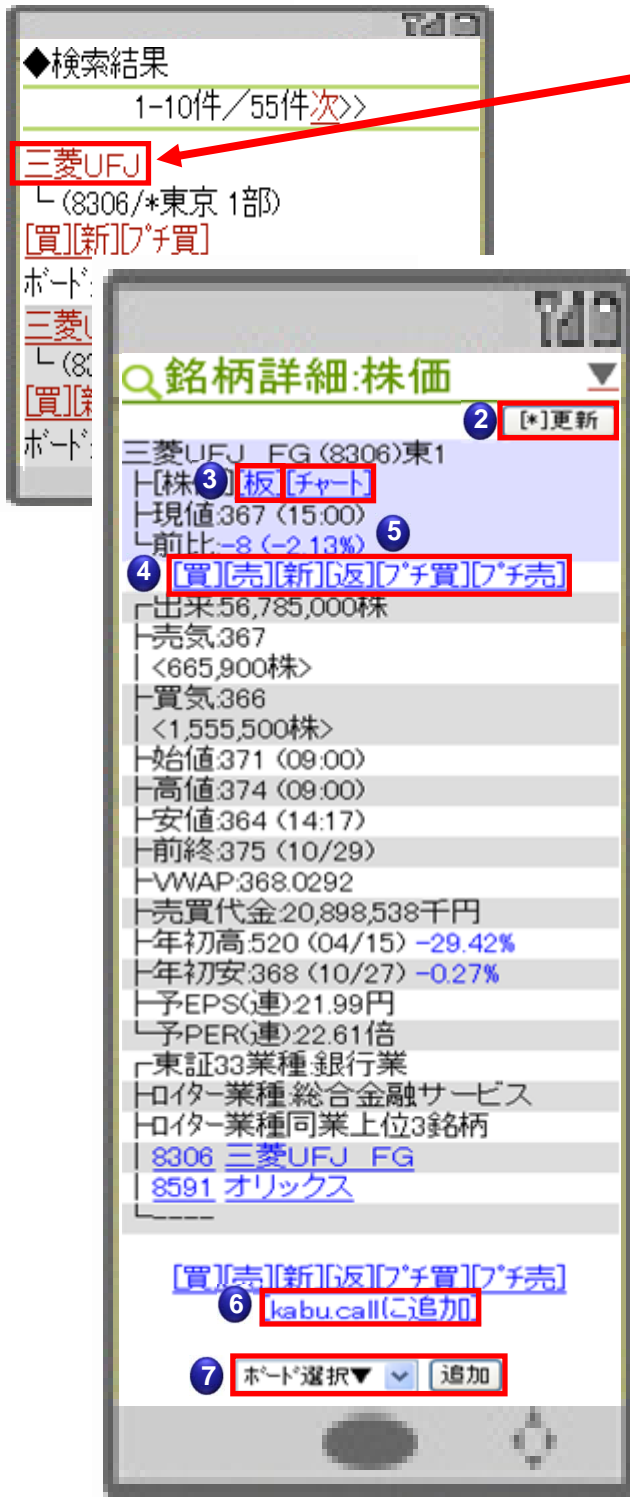 ◆検索結果
1-10件／55件次>>
三菱UFJ
└(8306/*東京 1部)
[買][新][ﾌﾟﾁ買]
ﾎﾞｰﾄﾞ
三菱
└(8
[買][
ﾎﾞｰﾄﾞ
銘柄詳細:株価 ▼
2 [*]更新
三菱UFJ FG (8306)東1
├[株 3 ][板][ﾁｬｰﾄ]
├現値:367 (15:00)
└前比:-8 (-2.13%) 5
4 [買][売][新][返][ﾌﾟﾁ買][ﾌﾟﾁ売]
┌出来:56,785,000株
├売気:367
│<665,900株>
├買気:366
│<1,555,500株>
├始値:371 (09:00)
├高値:374 (09:00)
├安値:364 (14:17)
├前終:375 (10/29)
├VWAP:368.0292
├売買代金:20,898,538千円
├年初高:520 (04/15) -29.42%
├年初安:368 (10/27) -0.27%
├予EPS(連):21.99円
└予PER(連):22.61倍
┌東証33業種:銀行業
├ﾛｲﾀｰ業種:総合金融サービス
├ﾛｲﾀｰ業種同業上位3銘柄
│8306 三菱UFJ FG
│8591 オリックス
└----
[買][売][新][返][ﾌﾟﾁ買][ﾌﾟﾁ売]
6 [kabu.callに追加]
7 ﾎﾞｰﾄﾞ選択▼ 追加